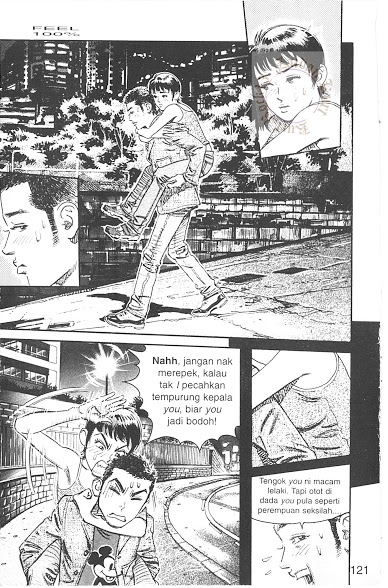 FEEL
100%
Nahh, jangan nak
merepek, kalau
tak I pecahkan
tempurung kepala
you, biar you
jadi bodoh!
Tengok you ni macam
lelaki. Tapi otot di
dada you pula seperti
perempuan seksilah...
121